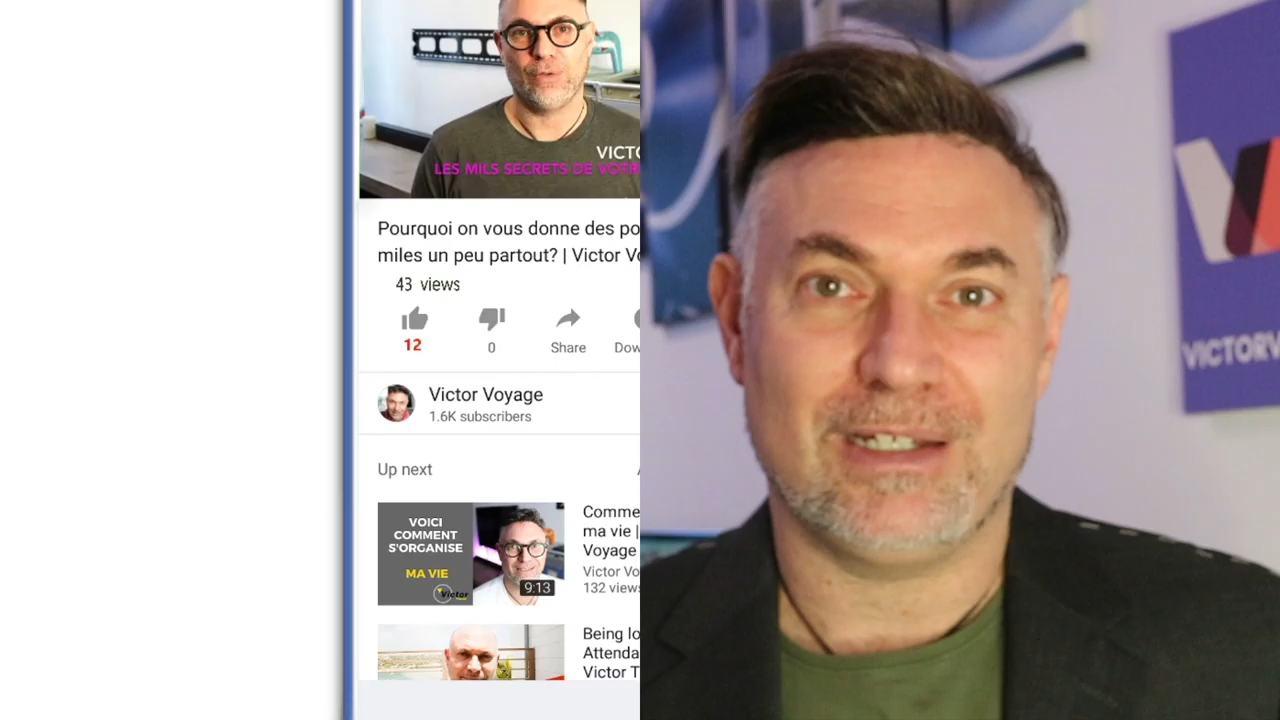 VICTO
LES MILS SECRETS DE VOTR
Pourquoi on vous donne des po
miles un peu partout? | Victor Vo
43 views
12
0
Share
Dow
Victor Voyage
1.6K subscribers
Up next
VOICI
COMMENT
S'ORGANISE
MA VIE
Victor
9:13
Comme
ma vie |
Voyage
Victor Vo
132 views
Being lo
Attenda
Victor T
VICTORV